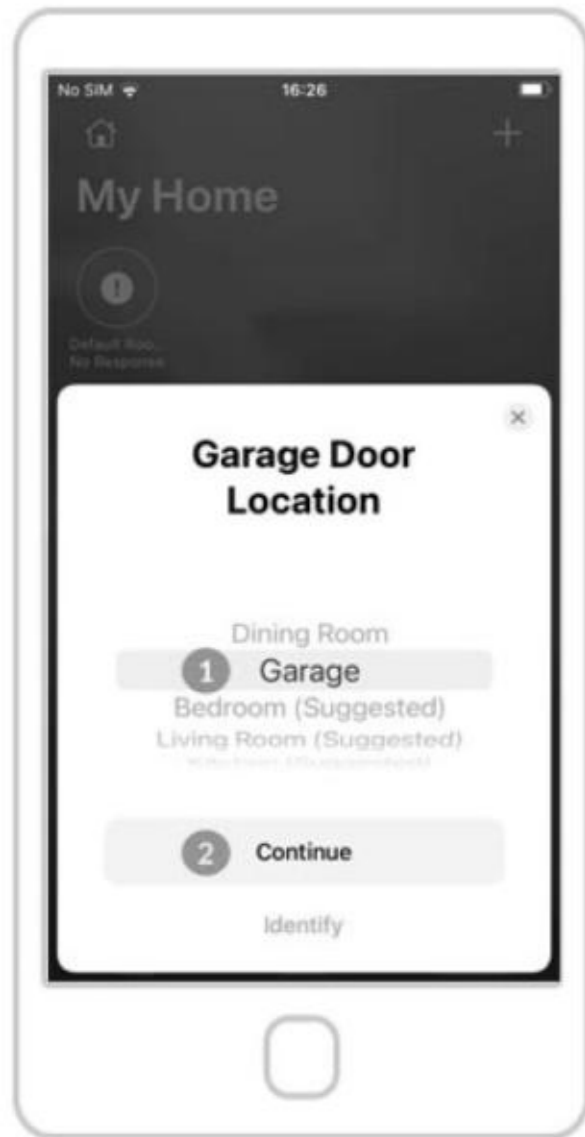 No SIM
16:26
My Home
Default Roo...
No Response
Garage Door
Location
Dining Room
1 Garage
Bedroom (Suggested)
Living Room (Suggested)
2 Continue
Identify